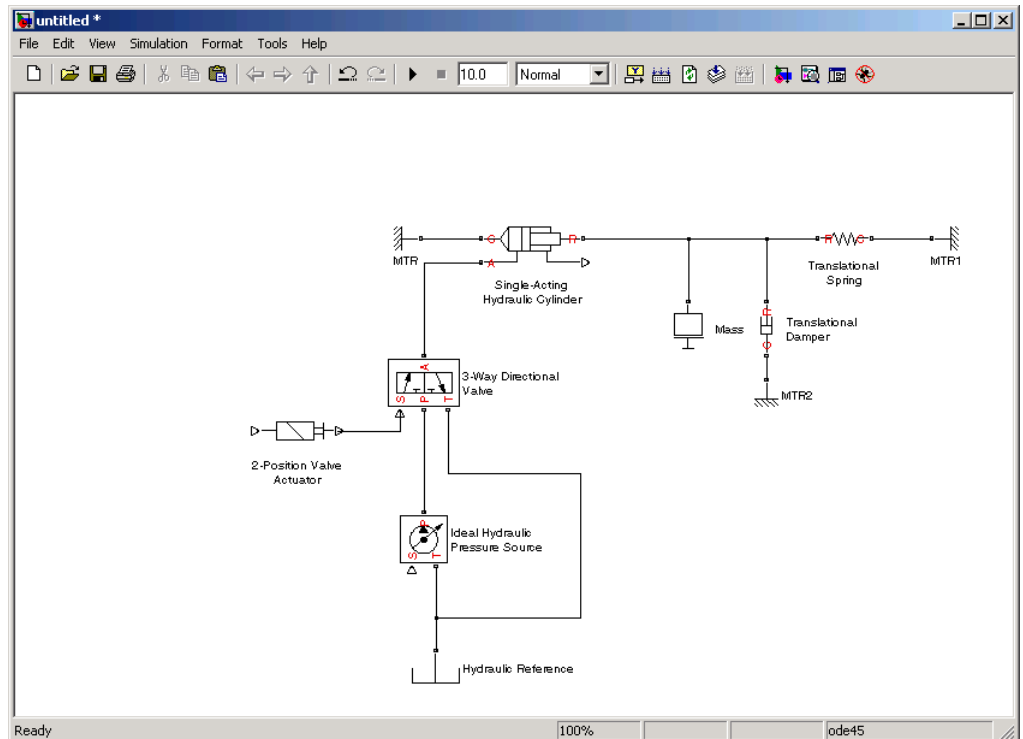 untitled *
File Edit View Simulation Format Tools Help
10.0 Normal
MTR
C
R
A
Single-Acting
Hydraulic Cylinder
R
C
Translational
Spring
MTR1
Mass
R
C
Translational
Damper
MTR2
A
S P T
3-Way Directional
Valve
2-Position Valve
Actuator
P
S T
Ideal Hydraulic
Pressure Source
Hydraulic Reference
Ready 100% ode45